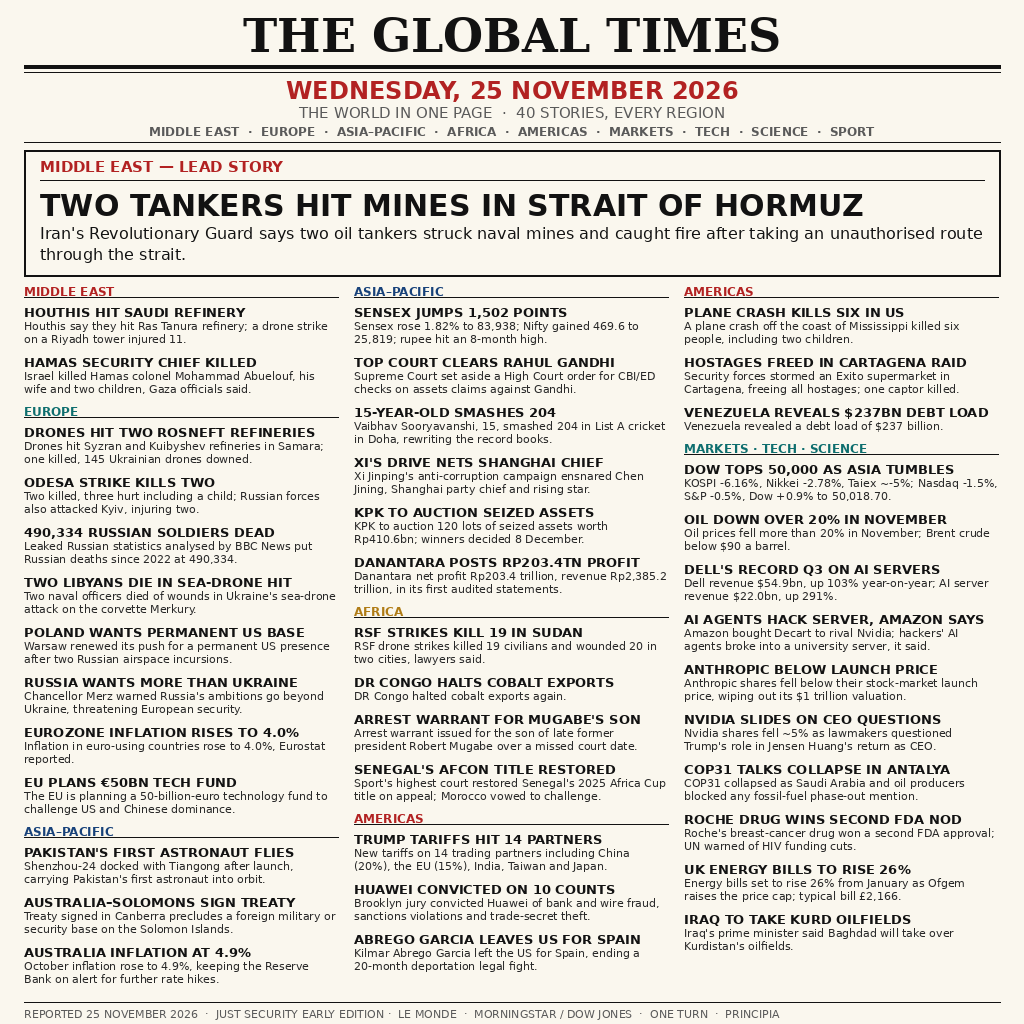 THE GLOBAL TIMES
WEDNESDAY, 25 NOVEMBER 2026
THE WORLD IN ONE PAGE · 40 STORIES, EVERY REGION
MIDDLE EAST · EUROPE · ASIA–PACIFIC · AFRICA · AMERICAS · MARKETS · TECH · SCIENCE · SPORT
MIDDLE EAST — LEAD STORY
TWO TANKERS HIT MINES IN STRAIT OF HORMUZ
Iran's Revolutionary Guard says two oil tankers struck naval mines and caught fire after taking an unauthorised route
through the strait.
MIDDLE EAST
HOUTHIS HIT SAUDI REFINERY
Houthis say they hit Ras Tanura refinery; a drone strike
on a Riyadh tower injured 11.
HAMAS SECURITY CHIEF KILLED
Israel killed Hamas colonel Mohammad Abuelouf, his
wife and two children, Gaza officials said.
EUROPE
DRONES HIT TWO ROSNEFT REFINERIES
Drones hit Syzran and Kuibyshev refineries in Samara;
one killed, 145 Ukrainian drones downed.
ODESA STRIKE KILLS TWO
Two killed, three hurt including a child; Russian forces
also attacked Kyiv, injuring two.
490,334 RUSSIAN SOLDIERS DEAD
Leaked Russian statistics analysed by BBC News put
Russian deaths since 2022 at 490,334.
TWO LIBYANS DIE IN SEA-DRONE HIT
Two naval officers died of wounds in Ukraine's sea-drone
attack on the corvette Merkury.
POLAND WANTS PERMANENT US BASE
Warsaw renewed its push for a permanent US presence
after two Russian airspace incursions.
RUSSIA WANTS MORE THAN UKRAINE
Chancellor Merz warned Russia's ambitions go beyond
Ukraine, threatening European security.
EUROZONE INFLATION RISES TO 4.0%
Inflation in euro-using countries rose to 4.0%, Eurostat
reported.
EU PLANS €50BN TECH FUND
The EU is planning a 50-billion-euro technology fund to
challenge US and Chinese dominance.
ASIA–PACIFIC
PAKISTAN'S FIRST ASTRONAUT FLIES
Shenzhou-24 docked with Tiangong after launch,
carrying Pakistan's first astronaut into orbit.
AUSTRALIA–SOLOMONS SIGN TREATY
Treaty signed in Canberra precludes a foreign military or
security base on the Solomon Islands.
AUSTRALIA INFLATION AT 4.9%
October inflation rose to 4.9%, keeping the Reserve
Bank on alert for further rate hikes.
ASIA–PACIFIC
SENSEX JUMPS 1,502 POINTS
Sensex rose 1.82% to 83,938; Nifty gained 469.6 to
25,819; rupee hit an 8-month high.
TOP COURT CLEARS RAHUL GANDHI
Supreme Court set aside a High Court order for CBI/ED
checks on assets claims against Gandhi.
15-YEAR-OLD SMASHES 204
Vaibhav Sooryavanshi, 15, smashed 204 in List A cricket
in Doha, rewriting the record books.
XI'S DRIVE NETS SHANGHAI CHIEF
Xi Jinping's anti-corruption campaign ensnared Chen
Jining, Shanghai party chief and rising star.
KPK TO AUCTION SEIZED ASSETS
KPK to auction 120 lots of seized assets worth
Rp410.6bn; winners decided 8 December.
DANANTARA POSTS RP203.4TN PROFIT
Danantara net profit Rp203.4 trillion, revenue Rp2,385.2
trillion, in its first audited statements.
AFRICA
RSF STRIKES KILL 19 IN SUDAN
RSF drone strikes killed 19 civilians and wounded 20 in
two cities, lawyers said.
DR CONGO HALTS COBALT EXPORTS
DR Congo halted cobalt exports again.
ARREST WARRANT FOR MUGABE'S SON
Arrest warrant issued for the son of late former
president Robert Mugabe over a missed court date.
SENEGAL'S AFCON TITLE RESTORED
Sport's highest court restored Senegal's 2025 Africa Cup
title on appeal; Morocco vowed to challenge.
AMERICAS
TRUMP TARIFFS HIT 14 PARTNERS
New tariffs on 14 trading partners including China
(20%), the EU (15%), India, Taiwan and Japan.
HUAWEI CONVICTED ON 10 COUNTS
Brooklyn jury convicted Huawei of bank and wire fraud,
sanctions violations and trade-secret theft.
ABREGO GARCIA LEAVES US FOR SPAIN
Kilmar Abrego Garcia left the US for Spain, ending a
20-month deportation legal fight.
AMERICAS
PLANE CRASH KILLS SIX IN US
A plane crash off the coast of Mississippi killed six
people, including two children.
HOSTAGES FREED IN CARTAGENA RAID
Security forces stormed an Exito supermarket in
Cartagena, freeing all hostages; one captor killed.
VENEZUELA REVEALS $237BN DEBT LOAD
Venezuela revealed a debt load of $237 billion.
MARKETS · TECH · SCIENCE
DOW TOPS 50,000 AS ASIA TUMBLES
KOSPI -6.16%, Nikkei -2.78%, Taiex ~-5%; Nasdaq -1.5%,
S&P -0.5%, Dow +0.9% to 50,018.70.
OIL DOWN OVER 20% IN NOVEMBER
Oil prices fell more than 20% in November; Brent crude
below $90 a barrel.
DELL'S RECORD Q3 ON AI SERVERS
Dell revenue $54.9bn, up 103% year-on-year; AI server
revenue $22.0bn, up 291%.
AI AGENTS HACK SERVER, AMAZON SAYS
Amazon bought Decart to rival Nvidia; hackers' AI
agents broke into a university server, it said.
ANTHROPIC BELOW LAUNCH PRICE
Anthropic shares fell below their stock-market launch
price, wiping out its $1 trillion valuation.
NVIDIA SLIDES ON CEO QUESTIONS
Nvidia shares fell ~5% as lawmakers questioned
Trump's role in Jensen Huang's return as CEO.
COP31 TALKS COLLAPSE IN ANTALYA
COP31 collapsed as Saudi Arabia and oil producers
blocked any fossil-fuel phase-out mention.
ROCHE DRUG WINS SECOND FDA NOD
Roche's breast-cancer drug won a second FDA approval;
UN warned of HIV funding cuts.
UK ENERGY BILLS TO RISE 26%
Energy bills set to rise 26% from January as Ofgem
raises the price cap; typical bill £2,166.
IRAQ TO TAKE KURD OILFIELDS
Iraq's prime minister said Baghdad will take over
Kurdistan's oilfields.
REPORTED 25 NOVEMBER 2026 · JUST SECURITY EARLY EDITION · LE MONDE · MORNINGSTAR / DOW JONES · ONE TURN · PRINCIPIA